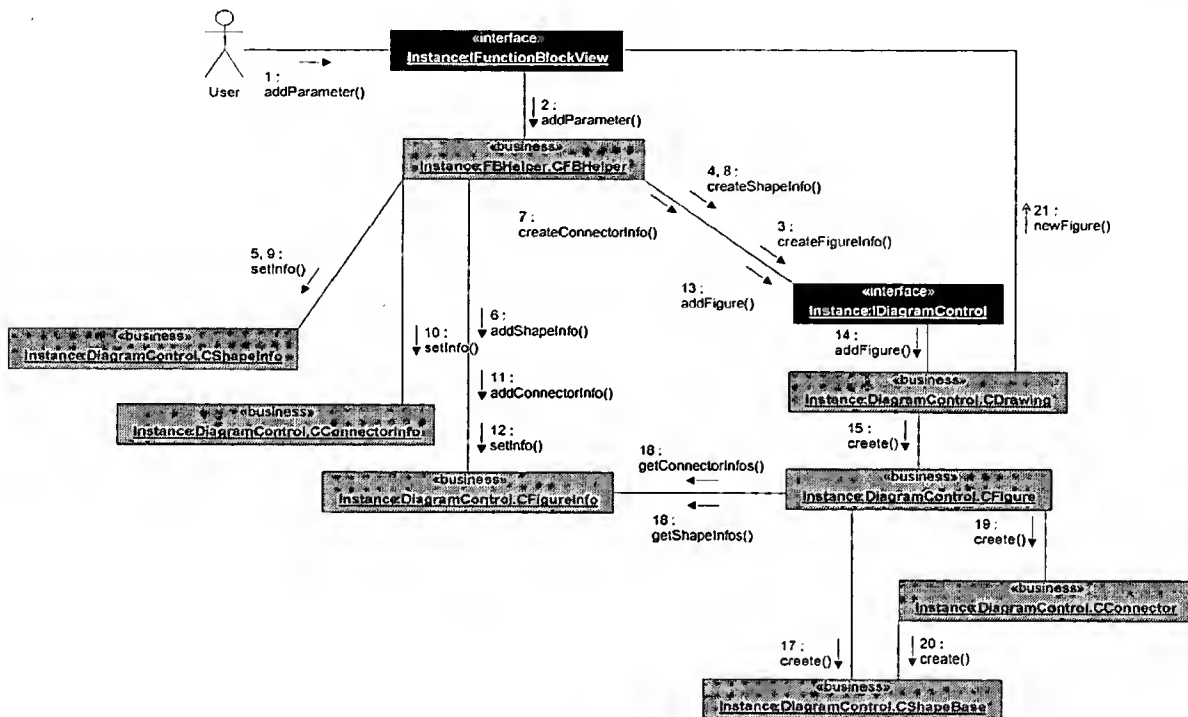 «interface»
Instance:IFunctionBlockView
User
1 :
addParameter()
2 :
addParameter()
«business»
Instance:FBHelper.CFBHelper
4, 8 :
createShapeInfo()
7 :
createConnectorInfo()
3 :
createFigureInfo()
21 :
newFigure()
5, 9 :
setInfo()
13 :
addFigure()
«interface»
Instance:IDiagramControl
6 :
addShapeInfo()
10 :
setInfo()
14 :
addFigure()
«business»
Instance:DiagramControl.CShapeInfo
11 :
addConnectorInfo()
«business»
Instance:DiagramControl.CDrawing
«business»
Instance:DiagramControl.CConnectorInfo
12 :
setInfo()
15 :
create()
18 :
getConnectorInfos()
«business»
Instance:DiagramControl.CFigureInfo
«business»
Instance:DiagramControl.CFigure
18 :
getShapeInfos()
19 :
create()
«business»
Instance:DiagramControl.CConnector
17 :
create()
20 :
create()
«business»
Instance:DiagramControl.CShapeBase